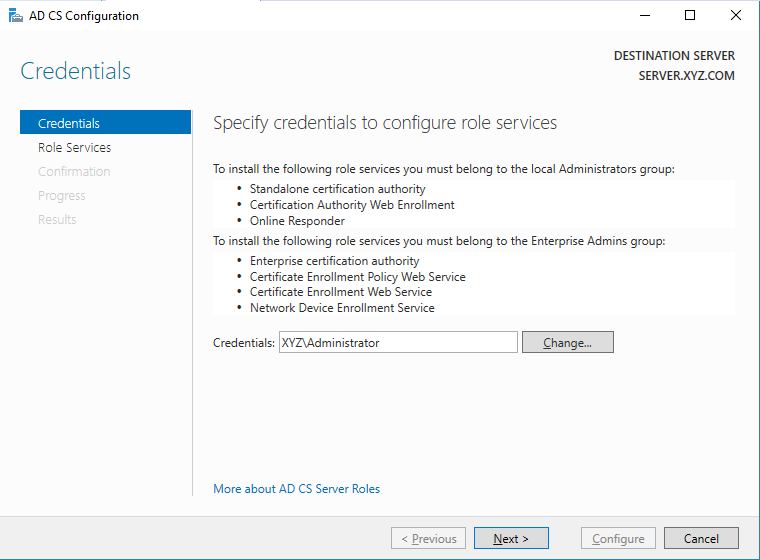 AD CS Configuration
Credentials
DESTINATION SERVER
SERVER.XYZ.COM
Credentials
Role Services
Confirmation
Progress
Results
Specify credentials to configure role services
To install the following role services you must belong to the local Administrators group:
• Standalone certification authority
• Certification Authority Web Enrollment
• Online Responder
To install the following role services you must belong to the Enterprise Admins group:
• Enterprise certification authority
• Certificate Enrollment Policy Web Service
• Certificate Enrollment Web Service
• Network Device Enrollment Service
Credentials: XYZ\Administrator Change...
More about AD CS Server Roles
< Previous Next > Configure Cancel